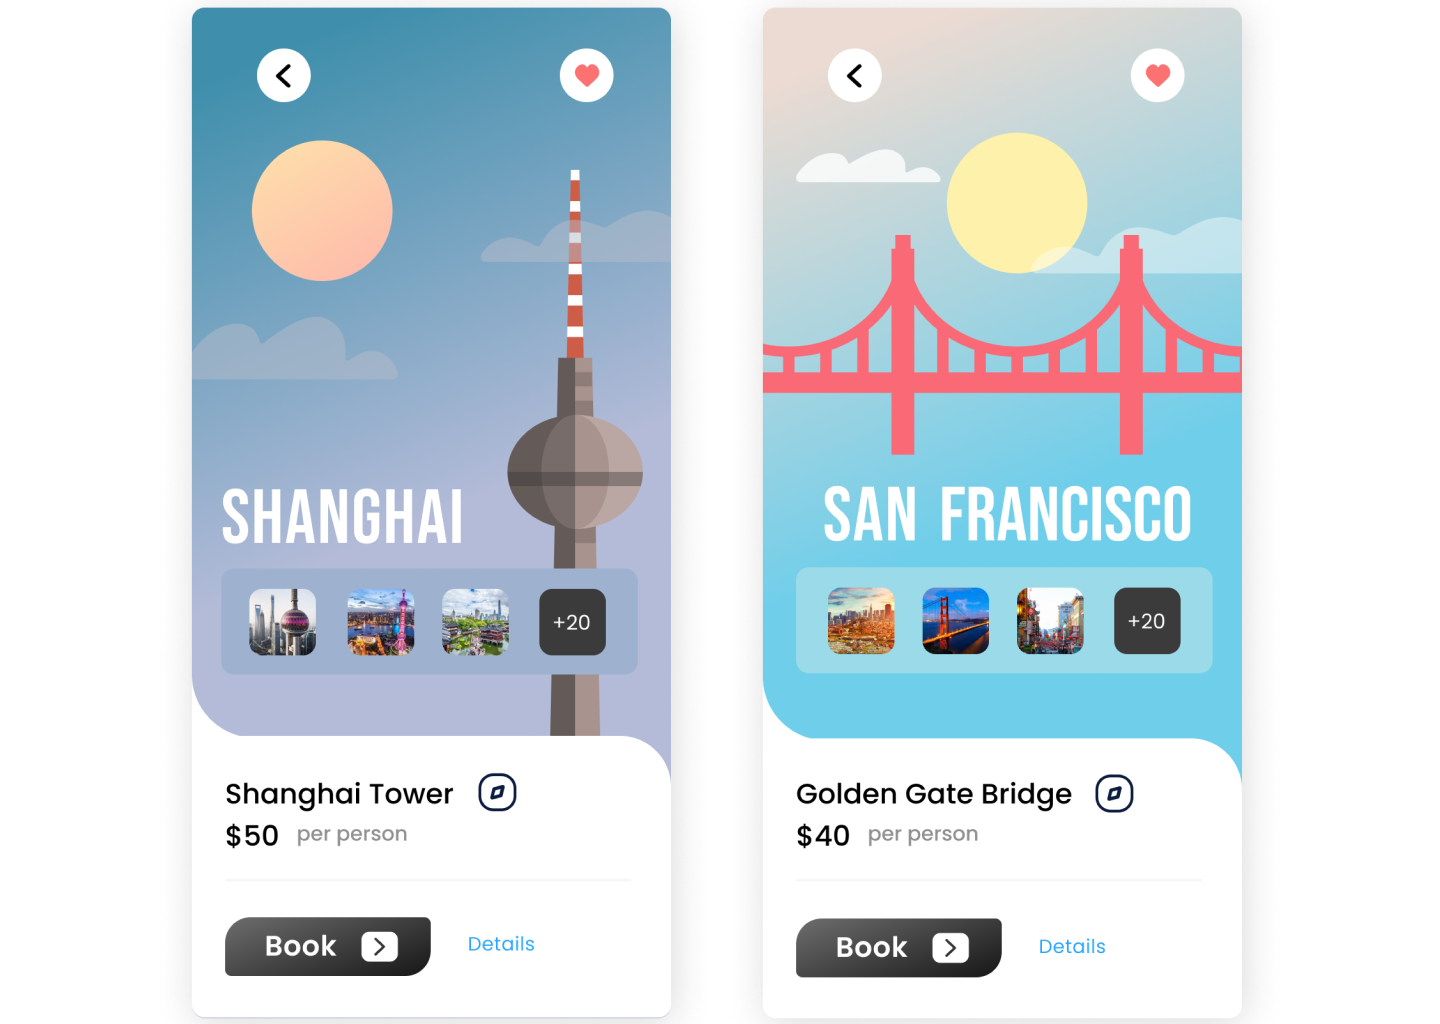 SHANGHAI
+20
Shanghai Tower
$50 per person
Book
Details
SAN FRANCISCO
+20
Golden Gate Bridge
$40 per person
Book
Details